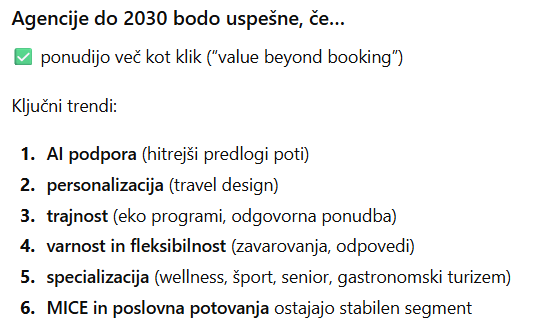 Agencije do 2030 bodo uspešne, če…
✅ ponudijo več kot klik (“value beyond booking”)
Ključni trendi:
1. AI podpora (hitrejši predlogi poti)
2. personalizacija (travel design)
3. trajnost (eko programi, odgovorna ponudba)
4. varnost in fleksibilnost (zavarovanja, odpovedi)
5. specializacija (wellness, šport, senior, gastronomski turizem)
6. MICE in poslovna potovanja ostajajo stabilen segment